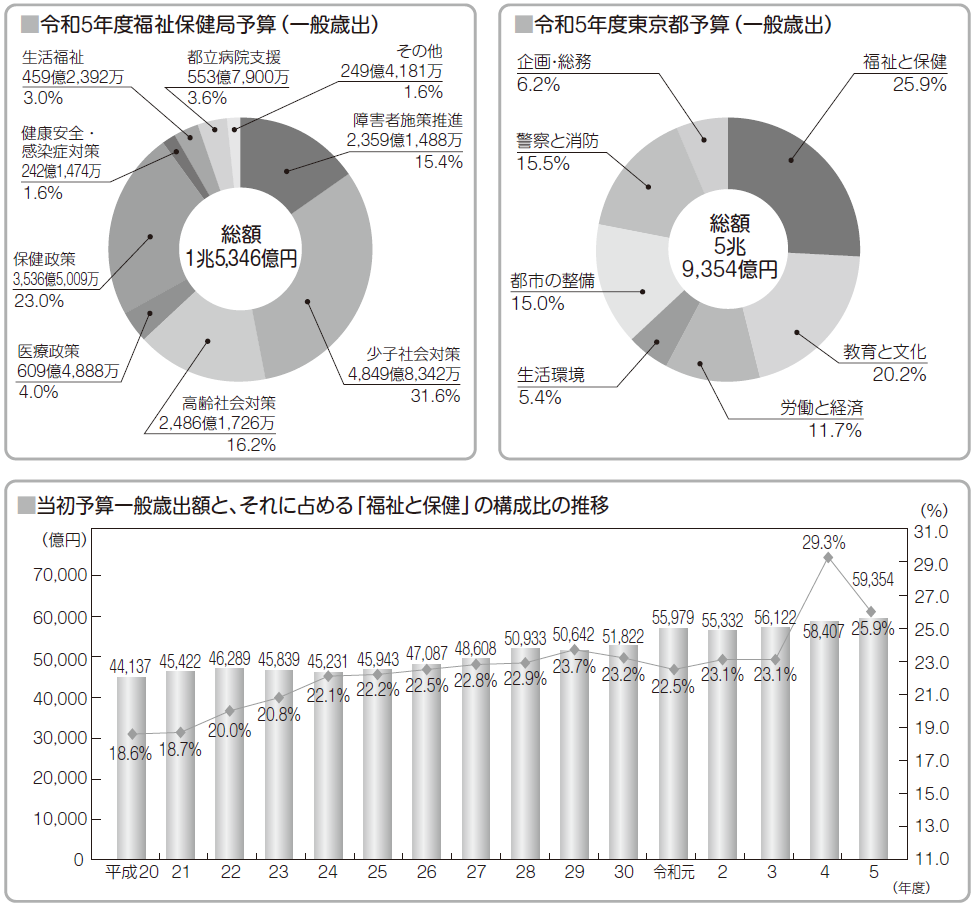 ■令和5年度福祉保健局予算（一般歳出）
生活福祉
459億2,392万
3.0%
都立病院支援
553億7,900万
3.6%
その他
249億4,181万
1.6%
健康安全・
感染症対策
242億1,474万
1.6%
障害者施策推進
2,359億1,488万
15.4%
総額
1兆5,346億円
保健政策
3,536億5,009万
23.0%
医療政策
609億4,888万
4.0%
高齢社会対策
2,486億1,726万
16.2%
少子社会対策
4,849億8,342万
31.6%
■令和5年度東京都予算（一般歳出）
企画・総務
6.2%
福祉と保健
25.9%
警察と消防
15.5%
総額
5兆
9,354億円
都市の整備
15.0%
生活環境
5.4%
教育と文化
20.2%
労働と経済
11.7%
■当初予算一般歳出額と、それに占める「福祉と保健」の構成比の推移
（億円）
70,000
60,000
50,000
40,000
30,000
20,000
10,000
0
(%)
31.0
29.0
27.0
25.0
23.0
21.0
19.0
17.0
15.0
13.0
11.0
44,137 45,422 46,289 45,839 45,231 45,943 47,087 48,608 50,933 50,642 51,822 55,979 55,332 56,122 58,407 59,354
18.6% 18.7% 20.0% 20.8% 22.1% 22.2% 22.5% 22.8% 22.9% 23.7% 23.2% 22.5% 23.1% 23.1% 29.3% 25.9%
平成20 21 22 23 24 25 26 27 28 29 30 令和元 2 3 4 5
（年度）